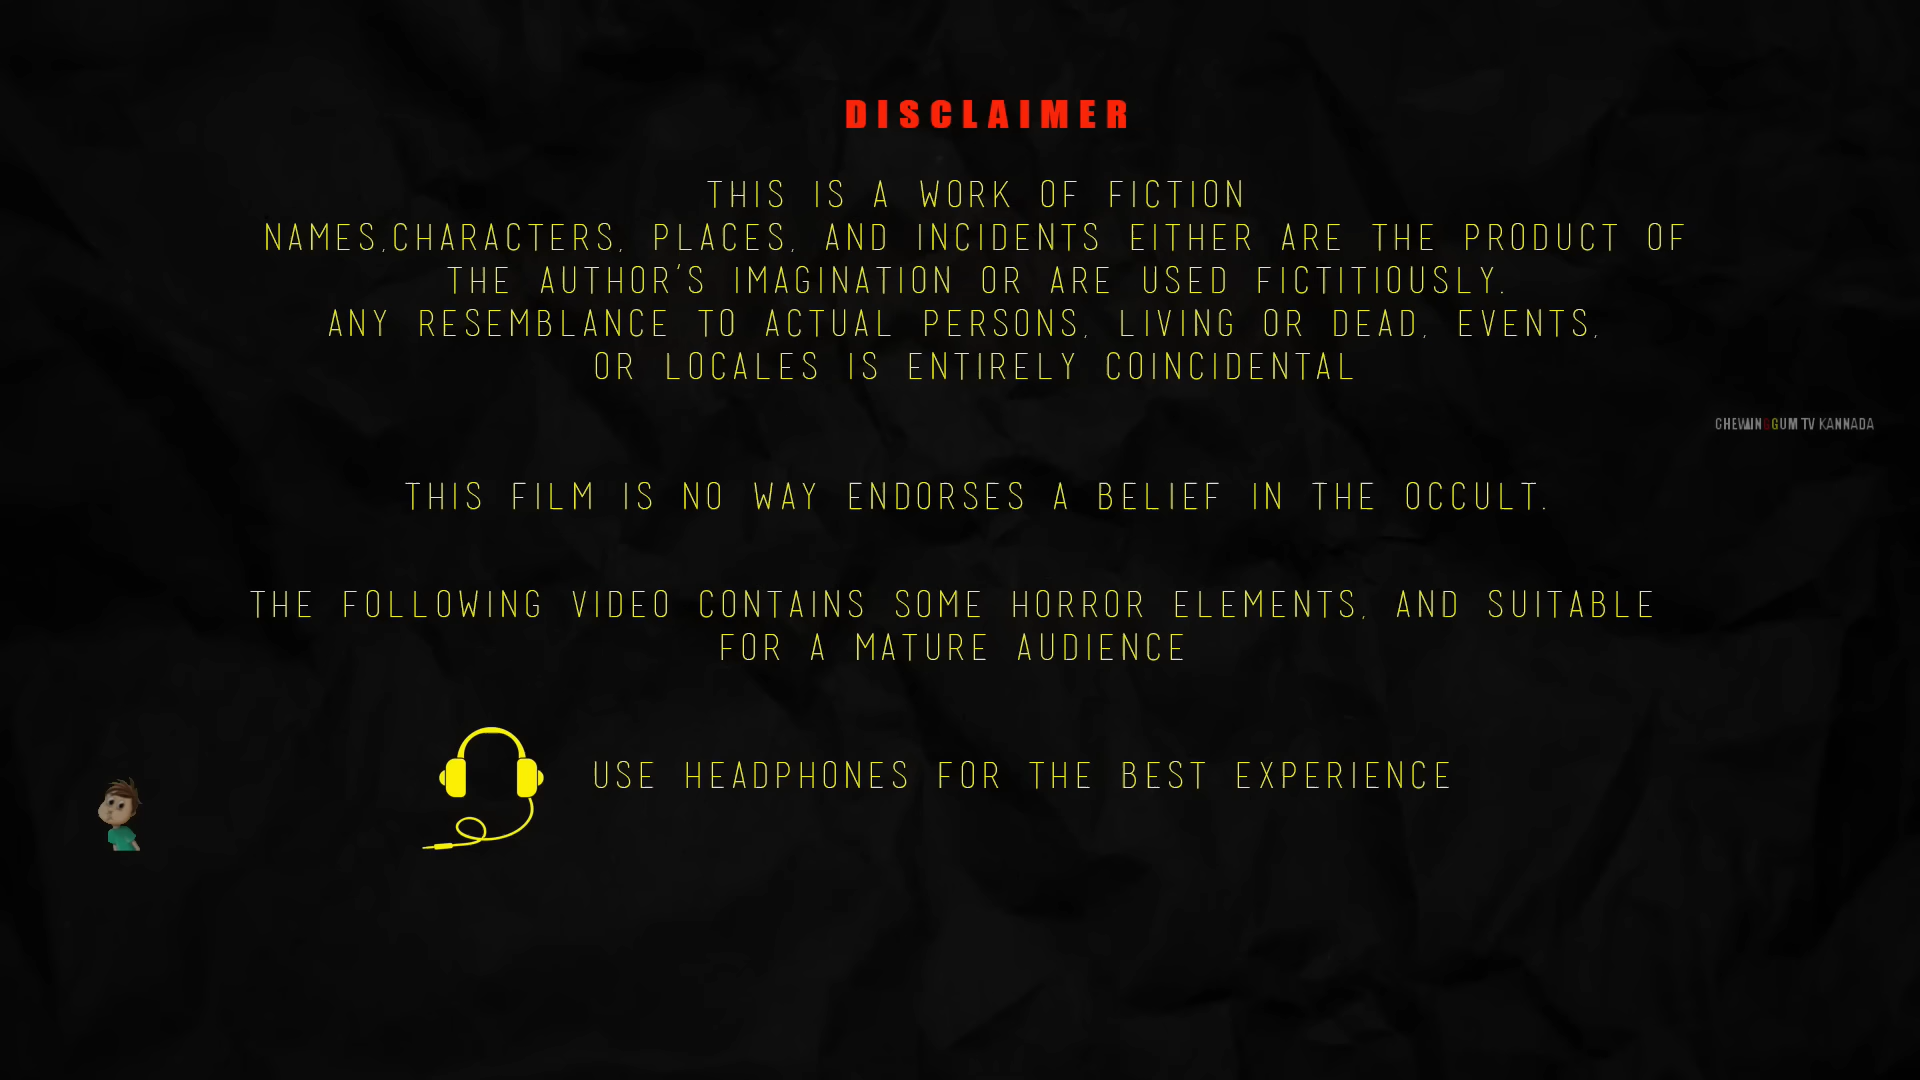 DISCLAIMER
THIS IS A WORK OF FICTION
NAMES,CHARACTERS, PLACES, AND INCIDENTS EITHER ARE THE PRODUCT OF
THE AUTHOR'S IMAGINATION OR ARE USED FICTITIOUSLY.
ANY RESEMBLANCE TO ACTUAL PERSONS, LIVING OR DEAD, EVENTS,
OR LOCALES IS ENTIRELY COINCIDENTAL
CHEWINGGUM TV KANNADA
THIS FILM IS NO WAY ENDORSES A BELIEF IN THE OCCULT.
THE FOLLOWING VIDEO CONTAINS SOME HORROR ELEMENTS, AND SUITABLE
FOR A MATURE AUDIENCE
USE HEADPHONES FOR THE BEST EXPERIENCE